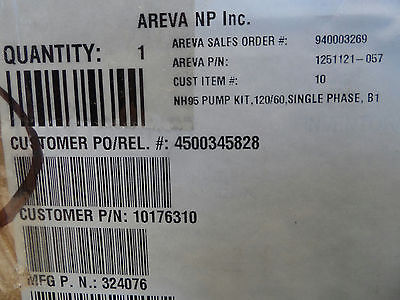 AREVA NP Inc.
QUANTITY: 1
AREVA SALES ORDER #: 940003269
AREVA P/N: 1251121-057
CUST ITEM #: 10
NH95 PUMP KIT,120/60,SINGLE PHASE, B1
CUSTOMER PO/REL. #: 4500345828
CUSTOMER P/N: 10176310
MFG P. N.: 324076